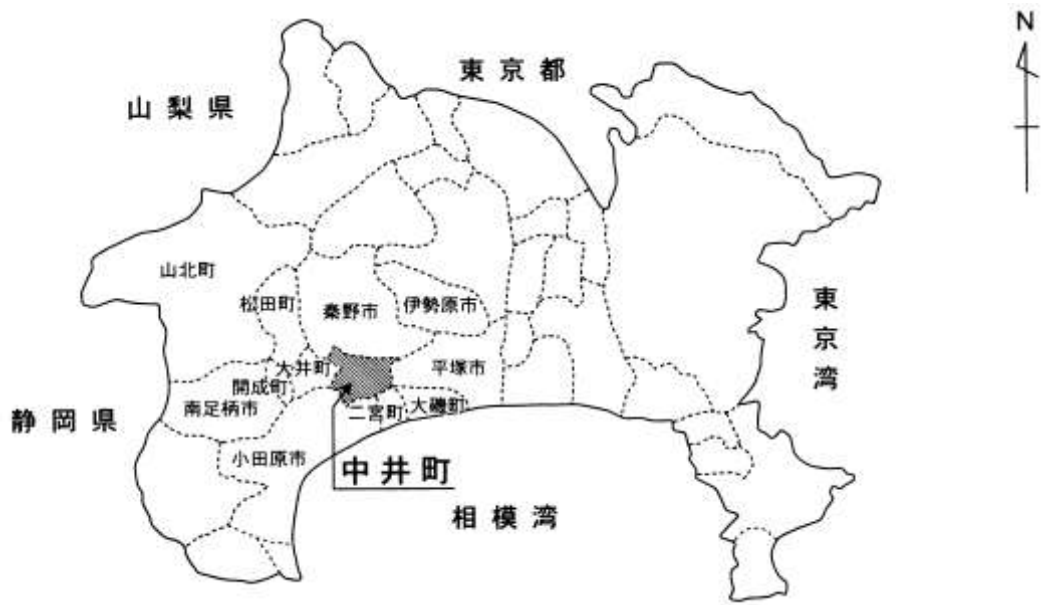 N
東京都
山梨県
山北町
松田町
秦野市
伊勢原市
東京湾
大井町
平塚市
開成町
南足柄市
二宮町
大磯町
静岡県
小田原市
中井町
相模湾